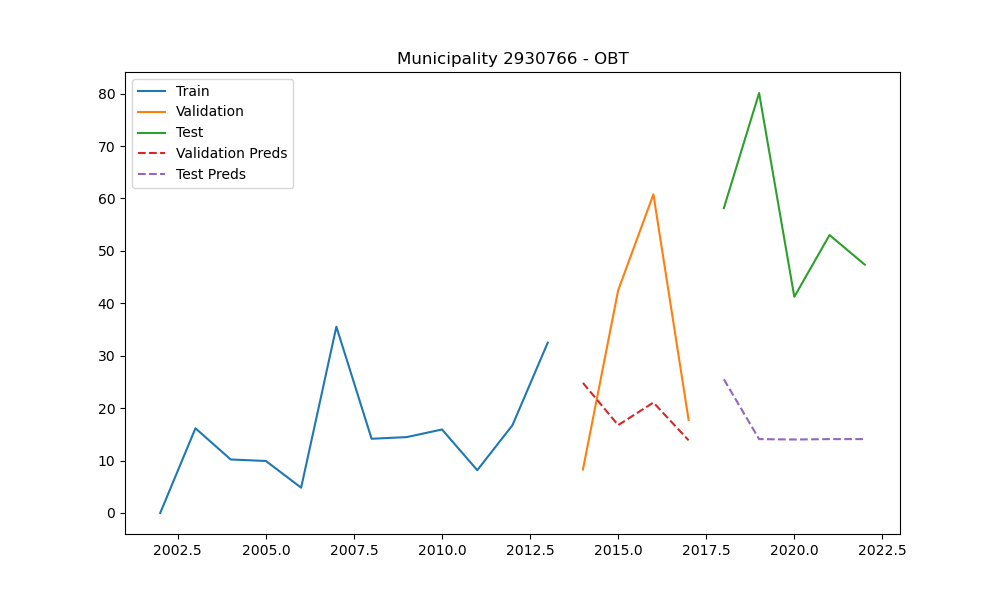 Municipality 2930766 - OBT
Train
Validation
Test
Validation Preds
Test Preds
80
70
60
50
40
30
20
10
0
2002.5 2005.0 2007.5 2010.0 2012.5 2015.0 2017.5 2020.0 2022.5